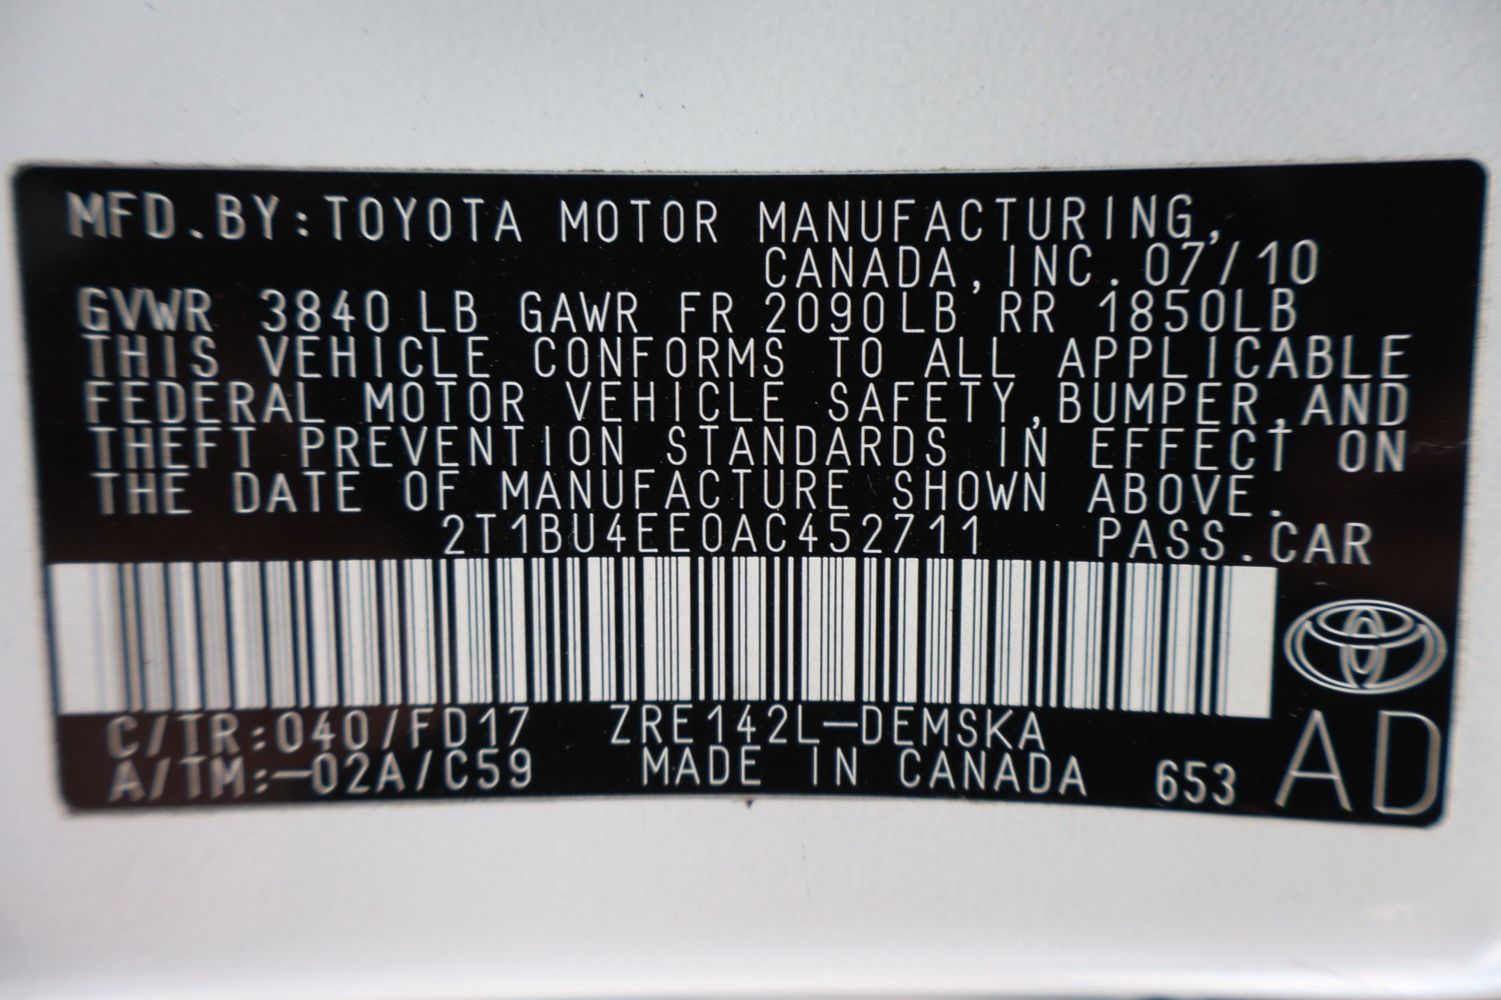 MFD.BY:TOYOTA MOTOR MANUFACTURING,
CANADA,INC.07/10
GVWR 3840LB GAWR FR 2090LB RR 1850LB
THIS VEHICLE CONFORMS TO ALL APPLICABLE
FEDERAL MOTOR VEHICLE SAFETY,BUMPER,AND
THEFT PREVENTION STANDARDS IN EFFECT ON
THE DATE OF MANUFACTURE SHOWN ABOVE.
2T1BU4EE0AC452711 PASS.CAR
C/TR:040/FD17 ZRE142L-DEMSKA
A/TM:-02A/C59 MADE IN CANADA 653 AD